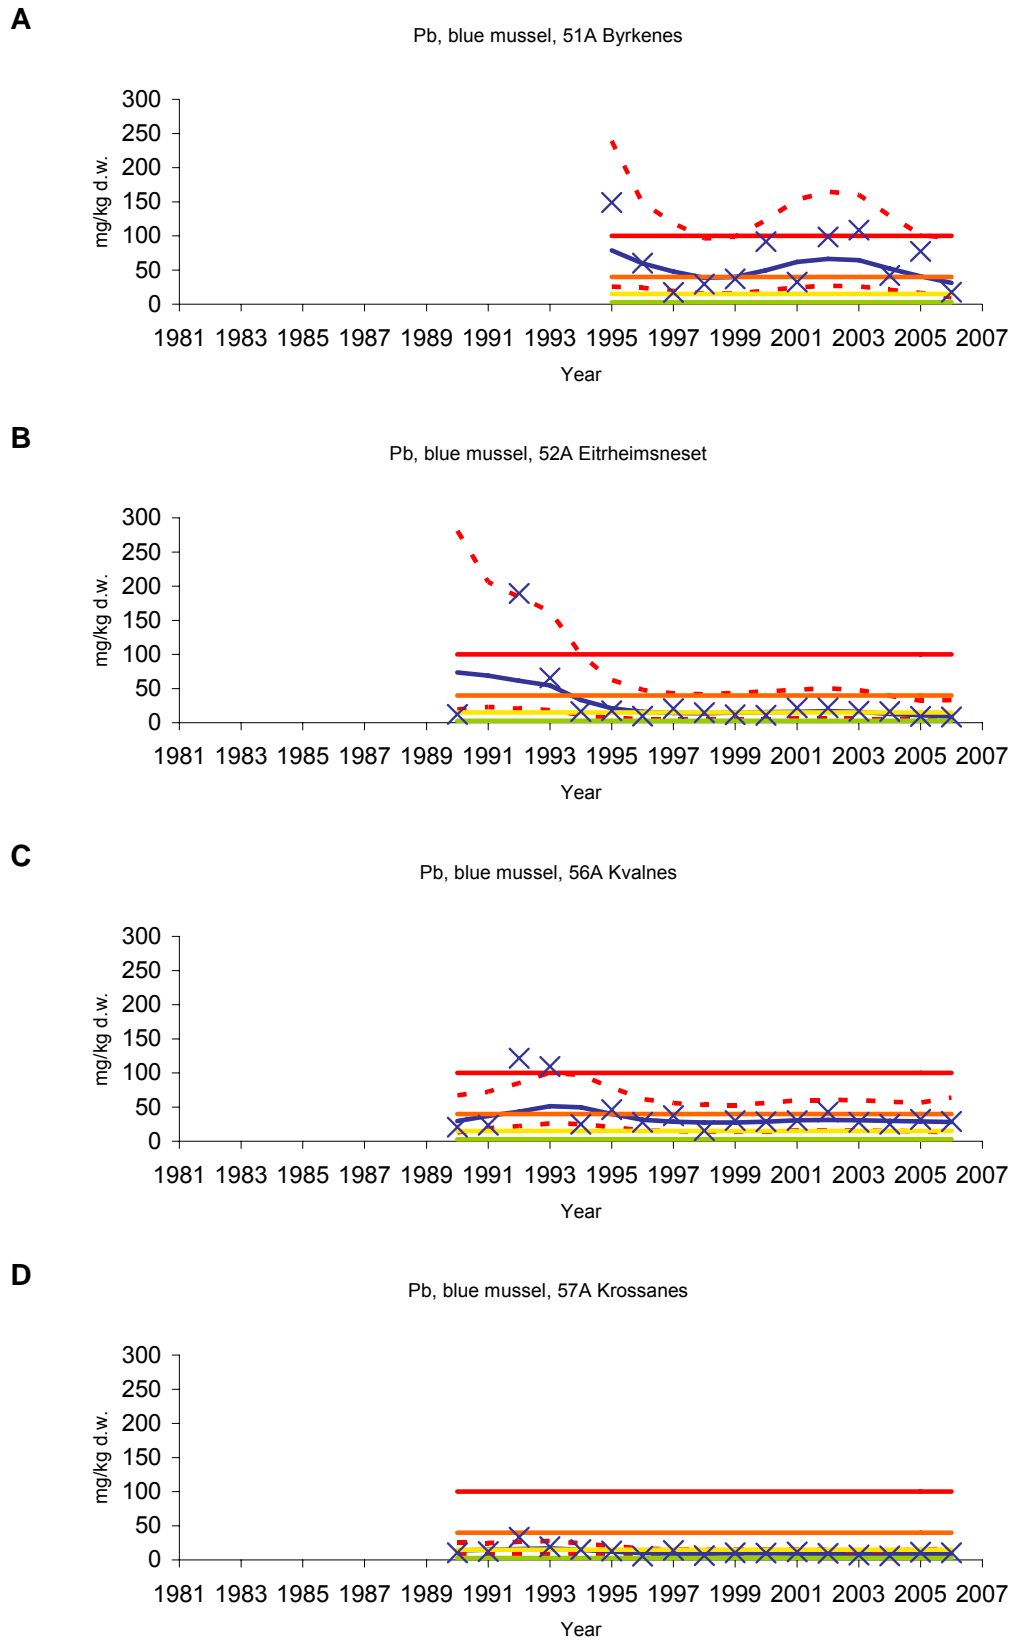 A
Pb, blue mussel, 51A Byrkenes
300
250
200
150
100
50
0
mg/kg d.w.
1981 1983 1985 1987 1989 1991 1993 1995 1997 1999 2001 2003 2005 2007
Year
B
Pb, blue mussel, 52A Eitrheimsneset
300
250
200
150
100
50
0
mg/kg d.w.
1981 1983 1985 1987 1989 1991 1993 1995 1997 1999 2001 2003 2005 2007
Year
C
Pb, blue mussel, 56A Kvalnes
300
250
200
150
100
50
0
mg/kg d.w.
1981 1983 1985 1987 1989 1991 1993 1995 1997 1999 2001 2003 2005 2007
Year
D
Pb, blue mussel, 57A Krossanes
300
250
200
150
100
50
0
mg/kg d.w.
1981 1983 1985 1987 1989 1991 1993 1995 1997 1999 2001 2003 2005 2007
Year